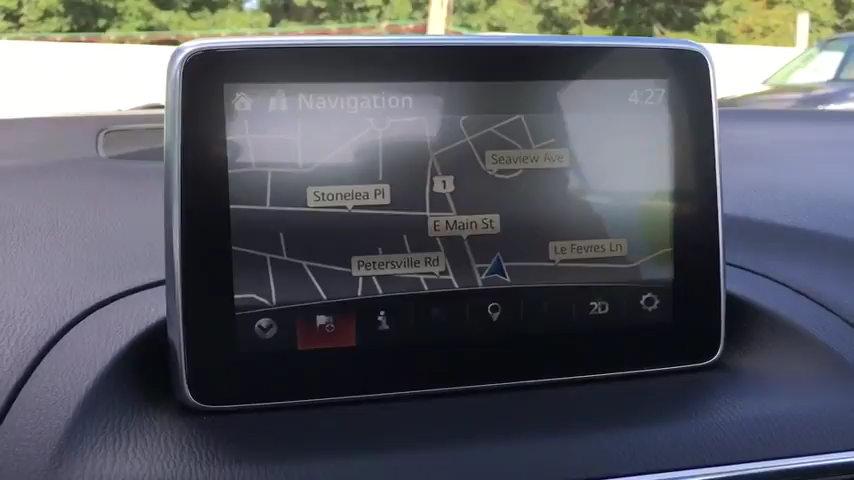 Navigation
4:27
Seaview Ave
1
Stonelea Pl
E Main St
Le Fevres Ln
Petersville Rd
2D